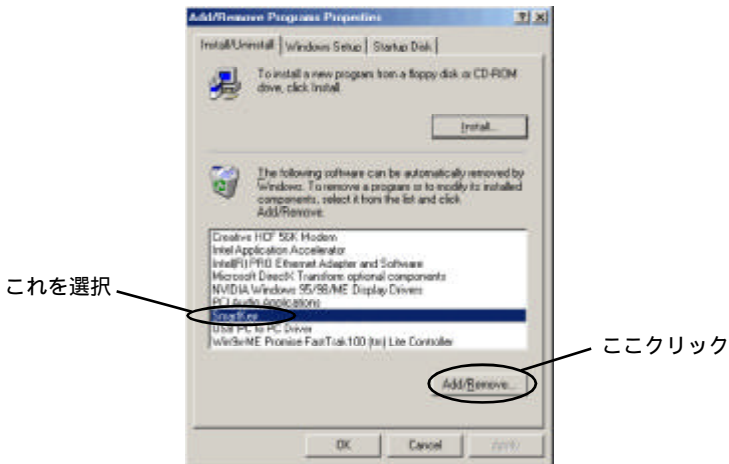 Add/Remove Programs Properties
Install/Uninstall
Windows Setup
Startup Disk
To install a new program from a floppy disk or CD-ROM
drive, click Install.
Install...
The following software can be automatically removed by
Windows. To remove a program or to modify its installed
components, select it from the list and click
Add/Remove.
Creative HCF 56K Modem
Intel Application Accelerator
Intel(R) PRO Ethernet Adapter and Software
Microsoft DirectX Transform optional components
NVIDIA Windows 95/98/ME Display Drivers
PCI Audio Applications
これを選択
SmartKey
USB PC to PC Driver
Win9x-ME Promise FastTrak100 (tm) Lite Controller
ここクリック
Add/Remove...
OK
Cancel
Apply